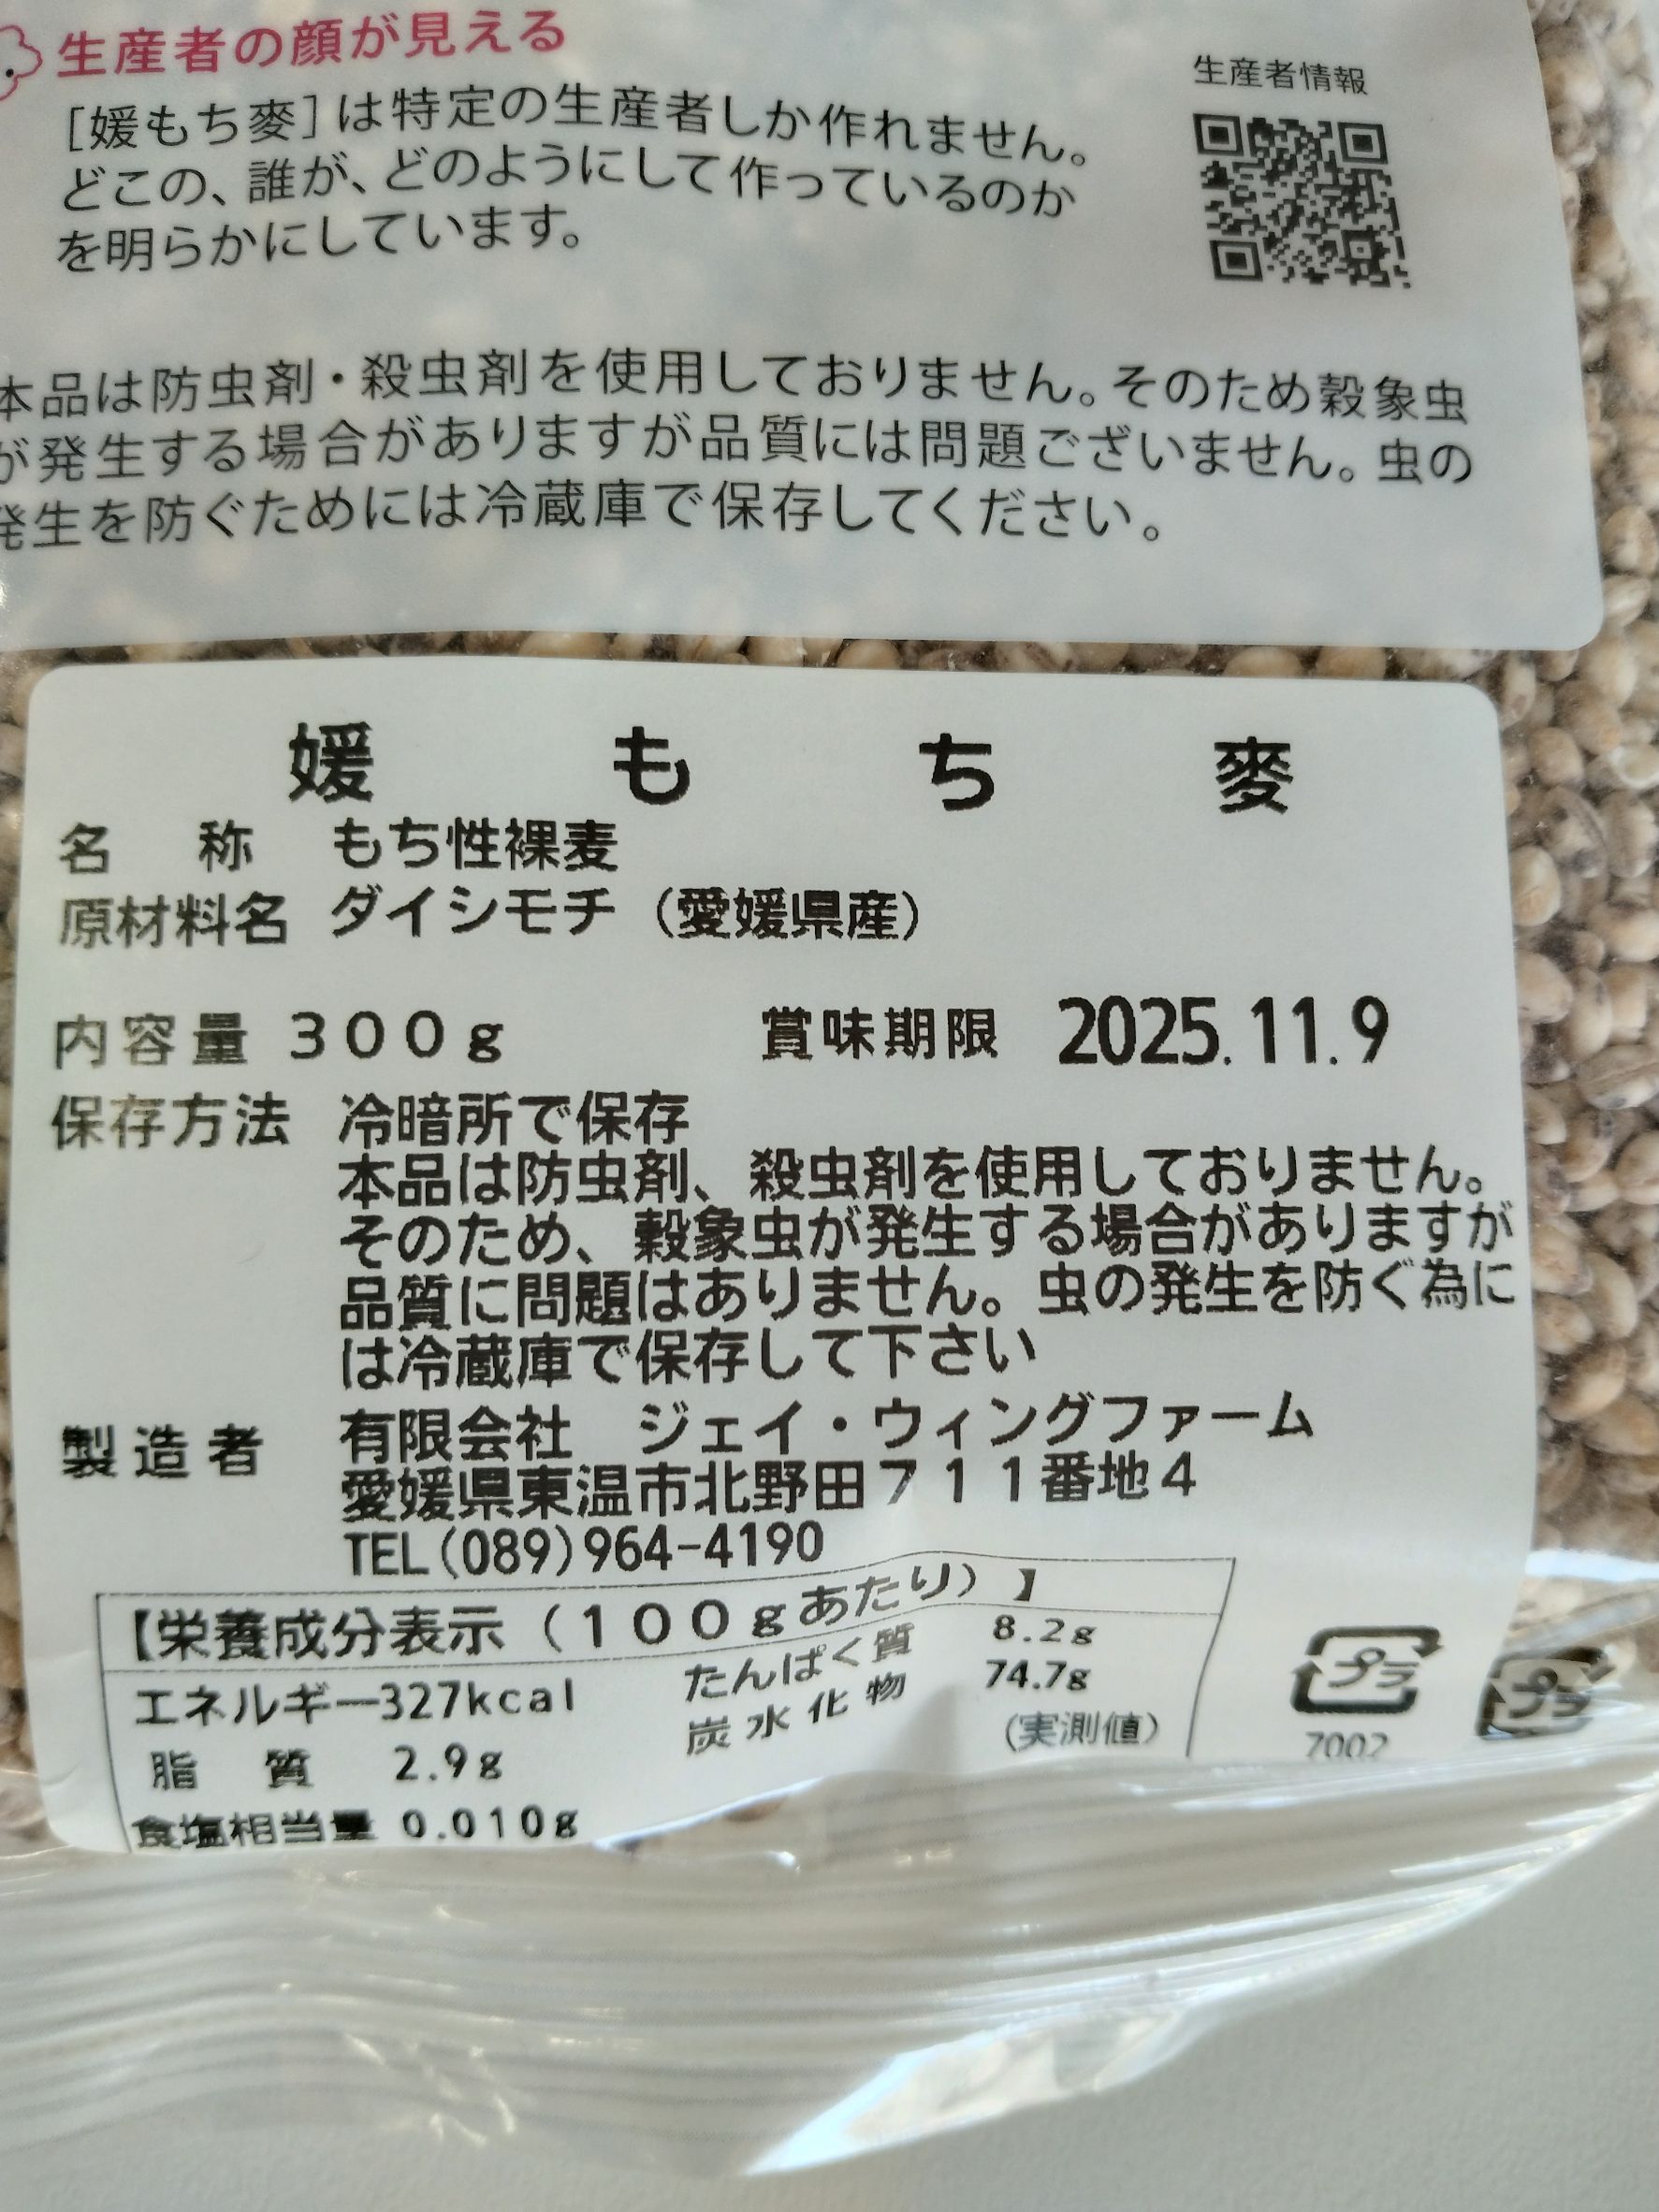 生産者の顔が見える
[媛もち麥]は特定の生産者しか作れません。
どこの、誰が、どのようにして作っているのか
を明らかにしています。
生産者情報
本品は防虫剤・殺虫剤を使用しておりません。そのため穀象虫
が発生する場合がありますが品質には問題ございません。虫の
発生を防ぐためには冷蔵庫で保存してください。
媛もち麥
名称 もち性裸麦
原材料名 ダイシモチ（愛媛県産）
内容量 300g 賞味期限 2025.11.9
保存方法 冷暗所で保存
本品は防虫剤、殺虫剤を使用しておりません。
そのため、穀象虫が発生する場合がありますが
品質に問題はありません。虫の発生を防ぐ為に
は冷蔵庫で保存して下さい
製造者 有限会社 ジェイ・ウィングファーム
愛媛県東温市北野田711番地4
TEL(089)964-4190
【栄養成分表示（100gあたり）】
エネルギー327kcal たんぱく質 8.2g
脂質 2.9g 炭水化物 74.7g
食塩相当量 0.010g （実測値）
プラ
7002
プラ